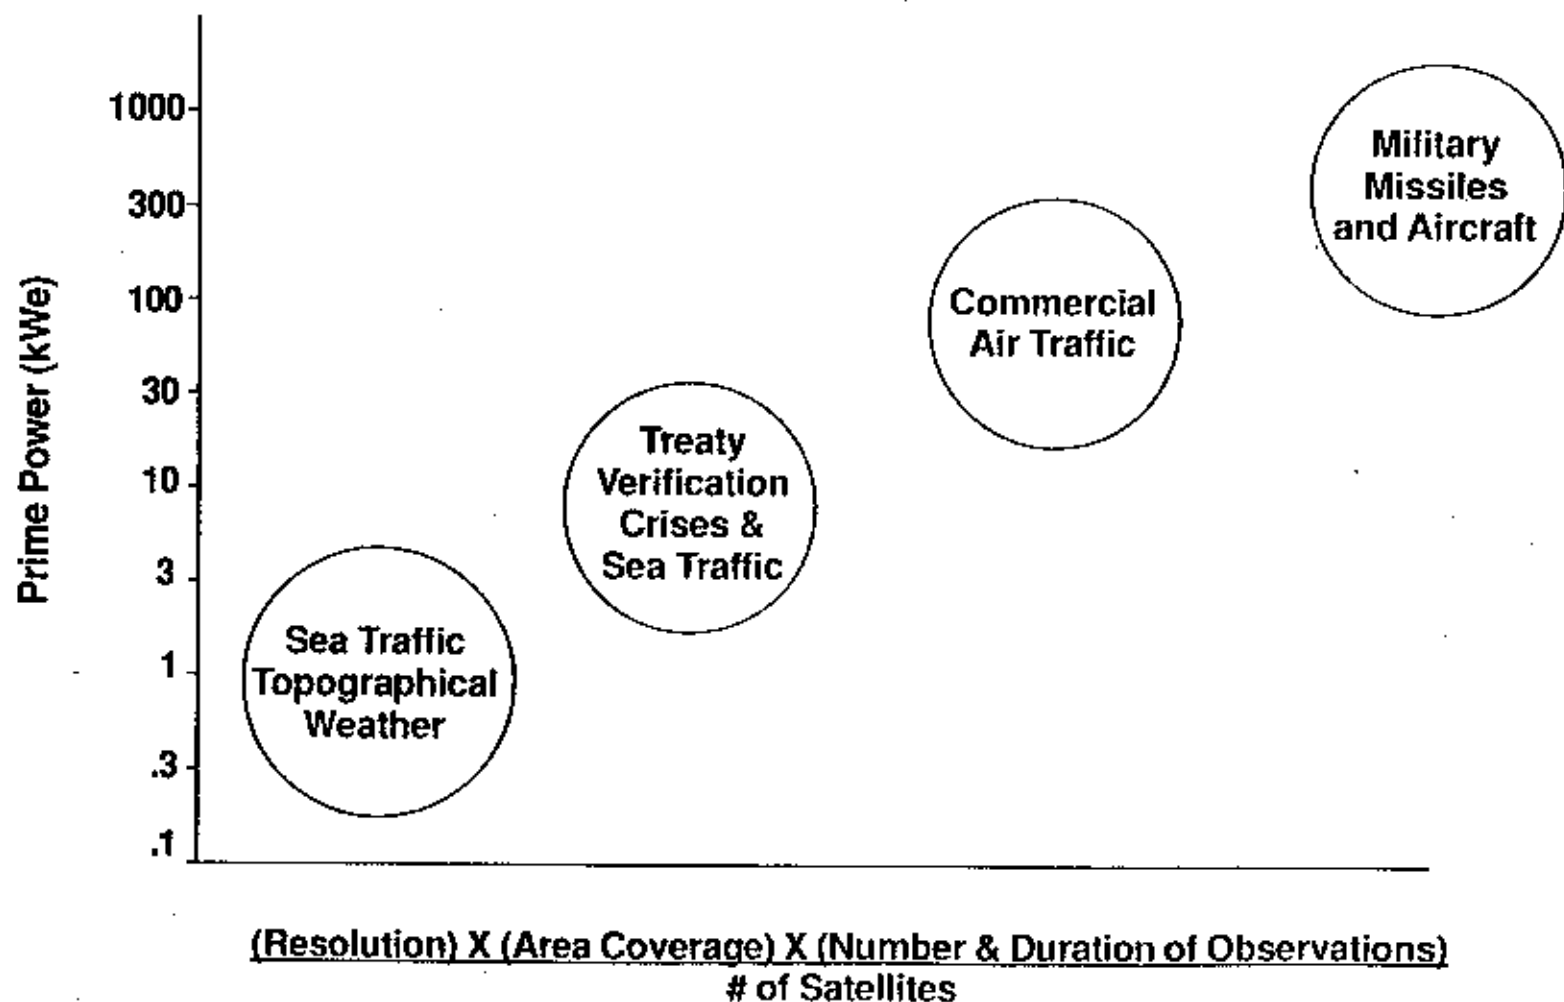 1000
300
100
30
10
3
1
.3
.1
Prime Power (kWe)
Military
Missiles
and Aircraft
Commercial
Air Traffic
Treaty
Verification
Crises &
Sea Traffic
Sea Traffic
Topographical
Weather
(Resolution) X (Area Coverage) X (Number & Duration of Observations)
# of Satellites